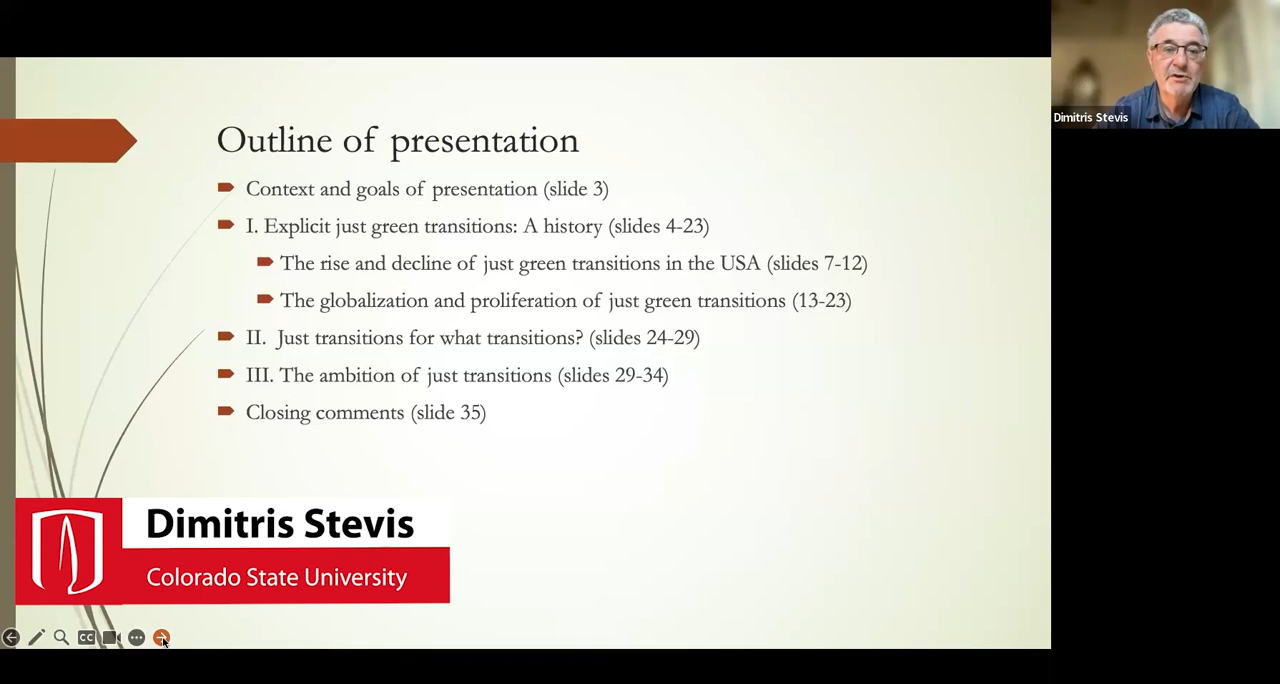 Outline of presentation
Context and goals of presentation (slide 3)
I. Explicit just green transitions: A history (slides 4-23)
The rise and decline of just green transitions in the USA (slides 7-12)
The globalization and proliferation of just green transitions (13-23)
II. Just transitions for what transitions? (slides 24-29)
III. The ambition of just transitions (slides 29-34)
Closing comments (slide 35)
Dimitris Stevis
Colorado State University
CC
Dimitris Stevis